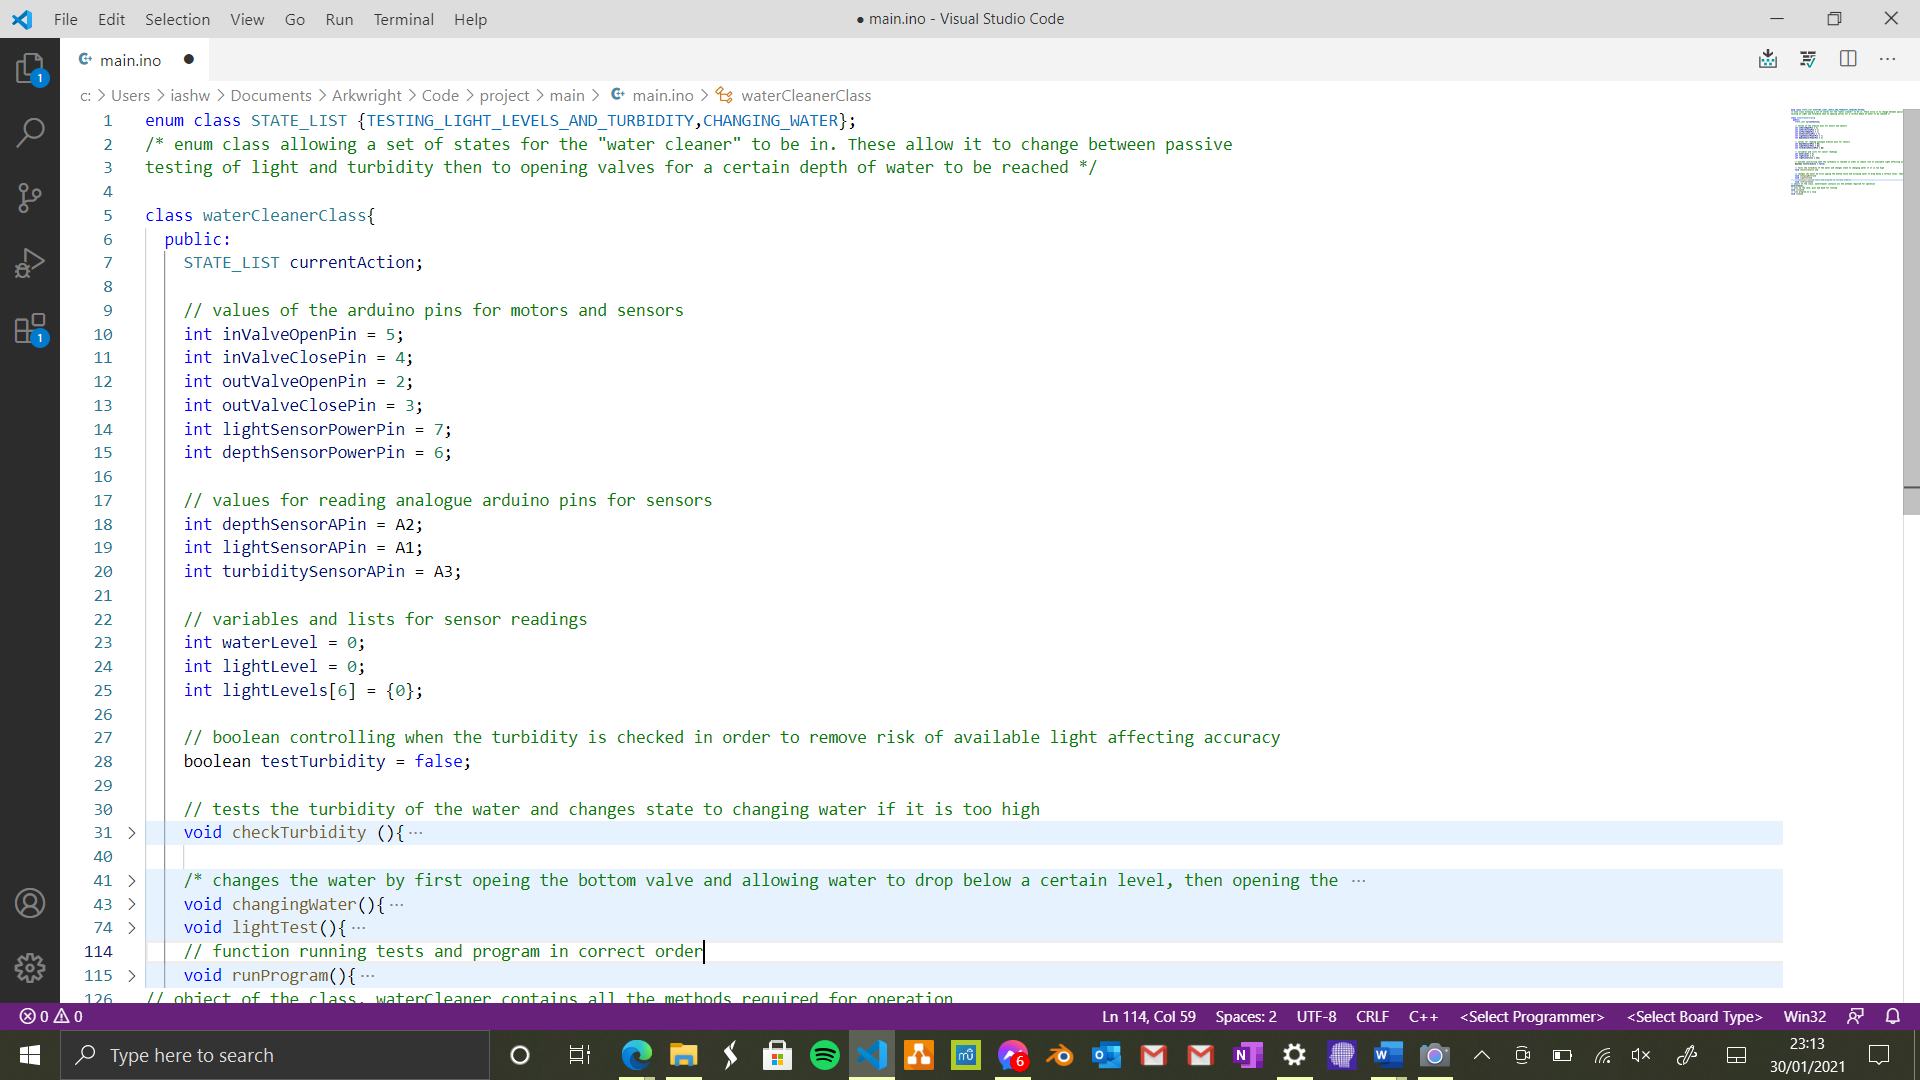 File Edit Selection View Go Run Terminal Help
● main.ino - Visual Studio Code
main.ino
c: > Users > iashw > Documents > Arkwright > Code > project > main > main.ino > waterCleanerClass
1 enum class STATE_LIST {TESTING_LIGHT_LEVELS_AND_TURBIDITY,CHANGING_WATER};
2 /* enum class allowing a set of states for the "water cleaner" to be in. These allow it to change between passive
3 testing of light and turbidity then to opening valves for a certain depth of water to be reached */
4
5 class waterCleanerClass{
6 public:
7 STATE_LIST currentAction;
8
9 // values of the arduino pins for motors and sensors
10 int inValveOpenPin = 5;
11 int inValveClosePin = 4;
12 int outValveOpenPin = 2;
13 int outValveClosePin = 3;
14 int lightSensorPowerPin = 7;
15 int depthSensorPowerPin = 6;
16
17 // values for reading analogue arduino pins for sensors
18 int depthSensorAPin = A2;
19 int lightSensorAPin = A1;
20 int turbiditySensorAPin = A3;
21
22 // variables and lists for sensor readings
23 int waterLevel = 0;
24 int lightLevel = 0;
25 int lightLevels[6] = {0};
26
27 // boolean controlling when the turbidity is checked in order to remove risk of available light affecting accuracy
28 boolean testTurbidity = false;
29
30 // tests the turbidity of the water and changes state to changing water if it is too high
31 void checkTurbidity (){ ···
40
41 /* changes the water by first opeing the bottom valve and allowing water to drop below a certain level, then opening the ···
43 void changingWater(){ ···
74 void lightTest(){ ···
114 // function running tests and program in correct order
115 void runProgram(){ ···
126 // object of the class, waterCleaner contains all the methods required for operation
1
1
0 0
Ln 114, Col 59 Spaces: 2 UTF-8 CRLF C++ <Select Programmer> <Select Board Type> Win32
Type here to search
6
23:13
30/01/2021